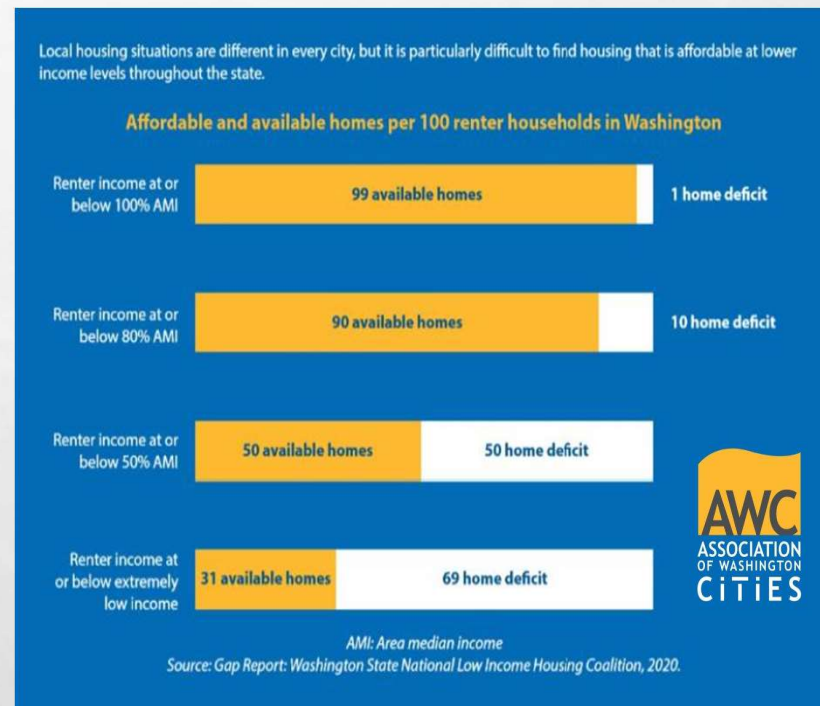 Local housing situations are different in every city, but it is particularly difficult to find housing that is affordable at lower
income levels throughout the state.
Affordable and available homes per 100 renter households in Washington
Renter income at or
below 100% AMI
99 available homes
1 home deficit
Renter income at or
below 80% AMI
90 available homes
10 home deficit
Renter income at or
below 50% AMI
50 available homes
50 home deficit
Renter income at
or below extremely
low income
31 available homes
69 home deficit
AWC
ASSOCIATION
OF WASHINGTON
CiTiES
AMI: Area median income
Source: Gap Report: Washington State National Low Income Housing Coalition, 2020.